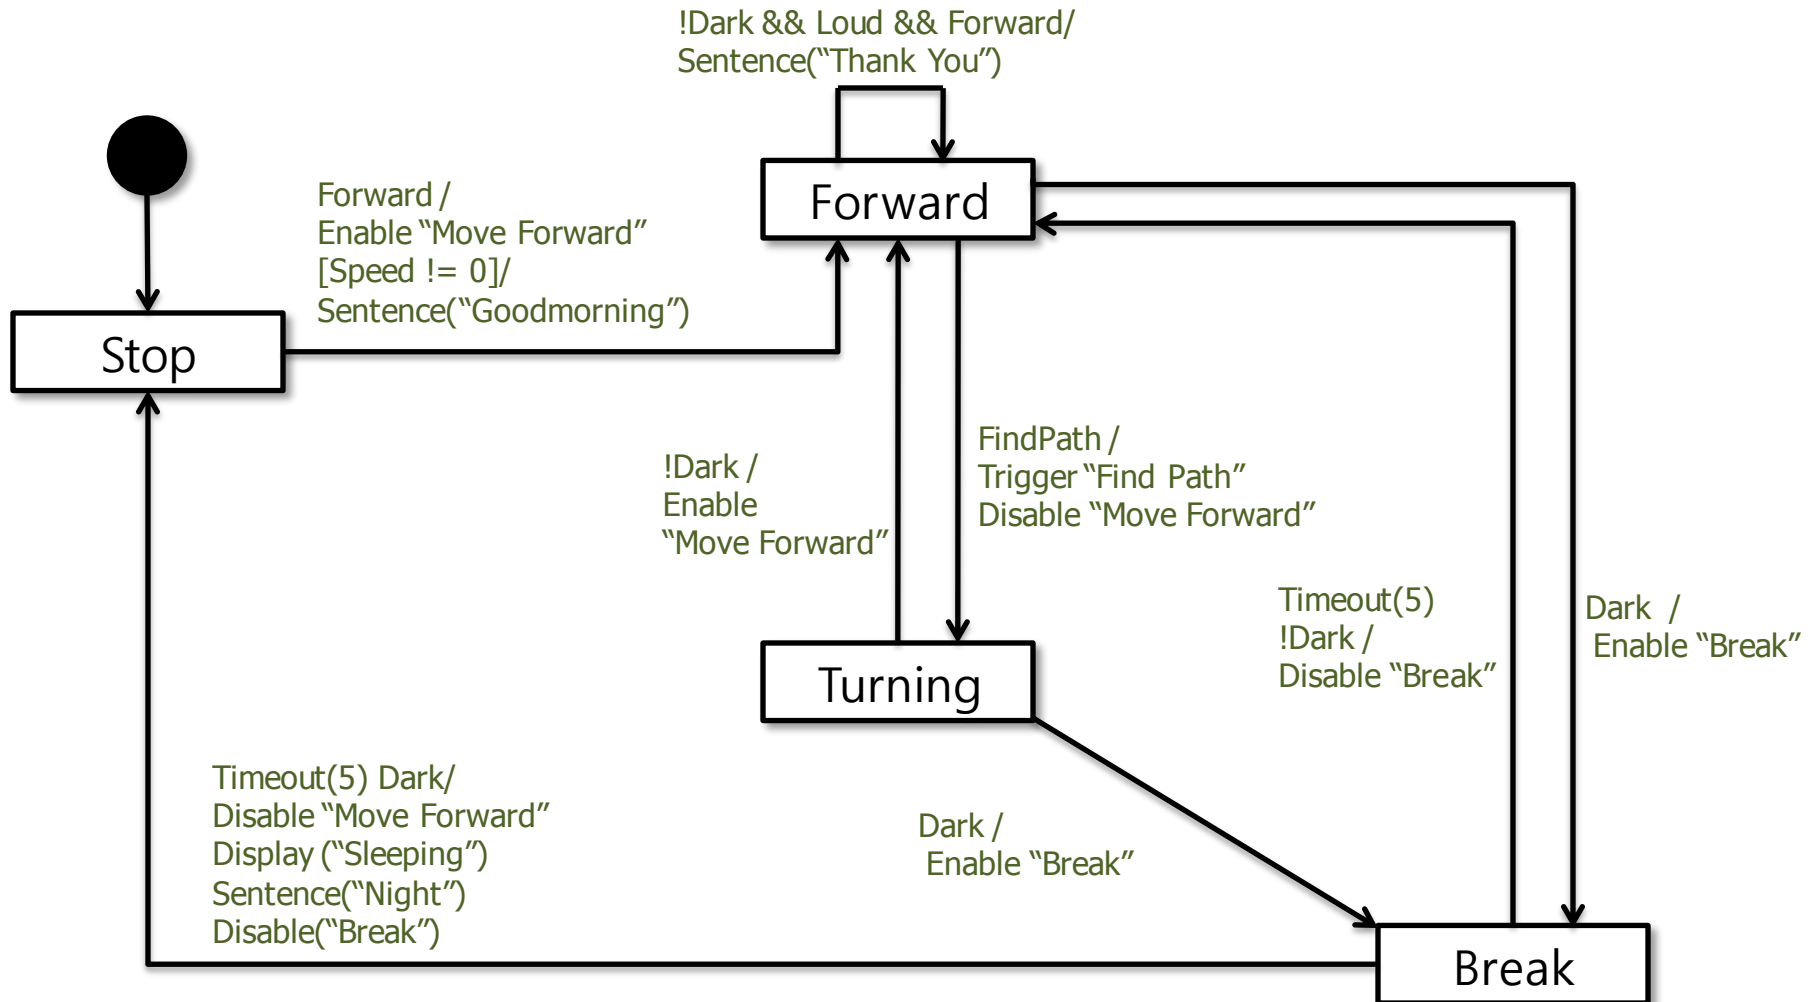 !Dark && Loud && Forward/
Sentence(“Thank You”)
Forward /
Enable “Move Forward”
[Speed != 0]/
Sentence(“Goodmorning”)
Forward
Stop
!Dark /
Enable
“Move Forward”
FindPath /
Trigger “Find Path”
Disable “Move Forward”
Timeout(5)
!Dark /
Disable “Break”
Dark /
Enable “Break”
Turning
Timeout(5) Dark/
Disable “Move Forward”
Display (“Sleeping”)
Sentence(“Night”)
Disable(“Break”)
Dark /
Enable “Break”
Break